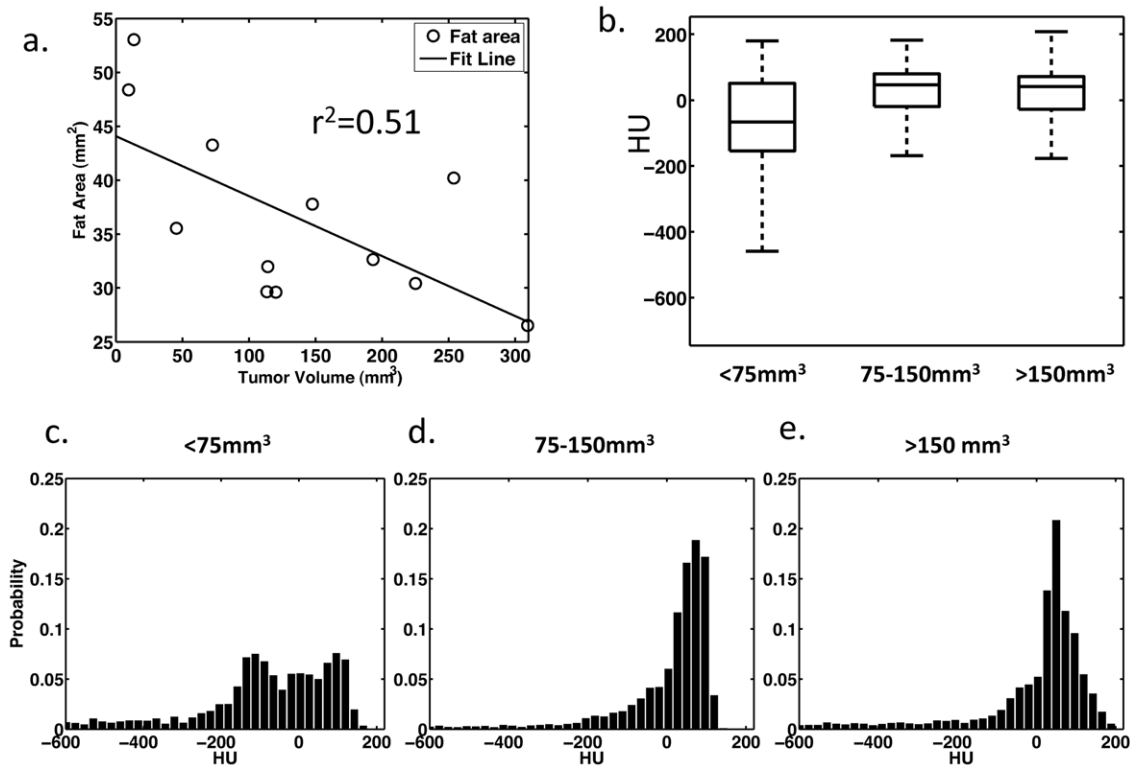 a.
55
50
45
40
35
30
25
Fat Area (mm²)
Fat area
Fit Line
r²=0.51
0 50 100 150 200 250 300
Tumor Volume (mm³)
b.
200
0
−200
−400
−600
HU
<75mm³ 75-150mm³ >150mm³
c.
<75mm³
0.25
0.2
0.15
0.1
0.05
0
Probability
−600 −400 −200 0 200
HU
d.
75-150mm³
0.25
0.2
0.15
0.1
0.05
0
−600 −400 −200 0 200
HU
e.
>150 mm³
0.25
0.2
0.15
0.1
0.05
0
−600 −400 −200 0 200
HU